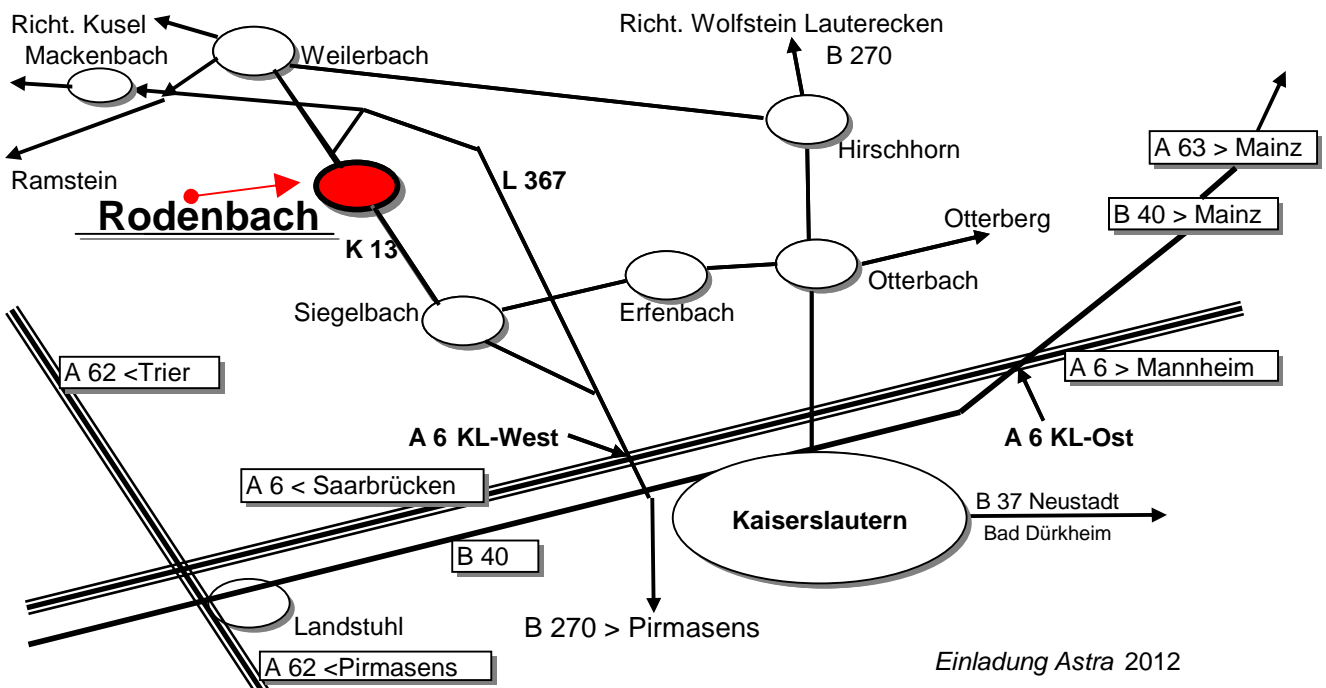 Richt. Kusel
Mackenbach
Weilerbach
Richt. Wolfstein Lauterecken
B 270
Hirschhorn
A 63 > Mainz
Ramstein
L 367
B 40 > Mainz
Rodenbach
K 13
Otterberg
Siegelbach
Erfenbach
Otterbach
A 62 <Trier
A 6 > Mannheim
A 6 KL-West
A 6 KL-Ost
A 6 < Saarbrücken
Kaiserslautern
B 37 Neustadt
Bad Dürkheim
B 40
Landstuhl
B 270 > Pirmasens
A 62 <Pirmasens
Einladung Astra 2012